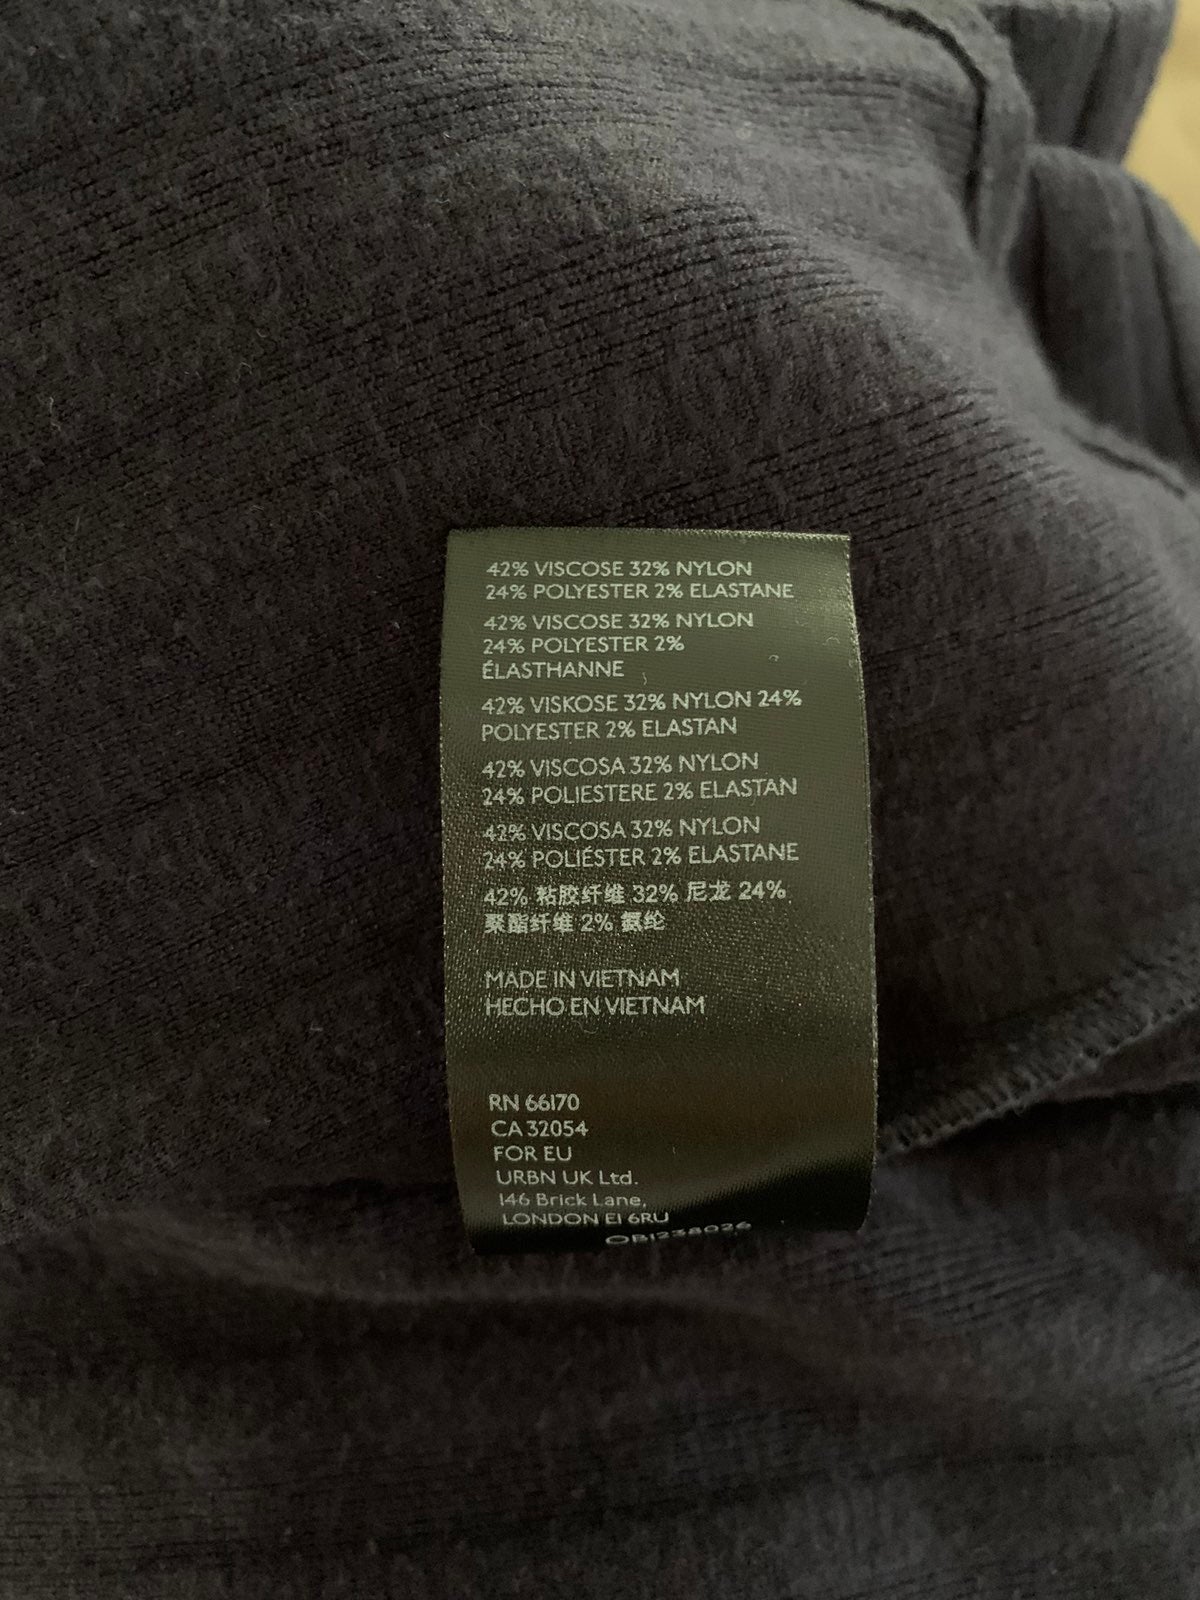 42% VISCOSE 32% NYLON
24% POLYESTER 2% ELASTANE
42% VISCOSE 32% NYLON
24% POLYESTER 2%
ÉLASTHANNE
42% VISKOSE 32% NYLON 24%
POLYESTER 2% ELASTAN
42% VISCOSA 32% NYLON
24% POLIESTERE 2% ELASTAN
42% VISCOSA 32% NYLON
24% POLIÉSTER 2% ELASTANE
42% 粘胶纤维 32% 尼龙 24%
聚酯纤维 2% 氨纶
MADE IN VIETNAM
HECHO EN VIETNAM
RN 66170
CA 32054
FOR EU
URBN UK Ltd.
146 Brick Lane,
LONDON E1 6RU
OB1238026